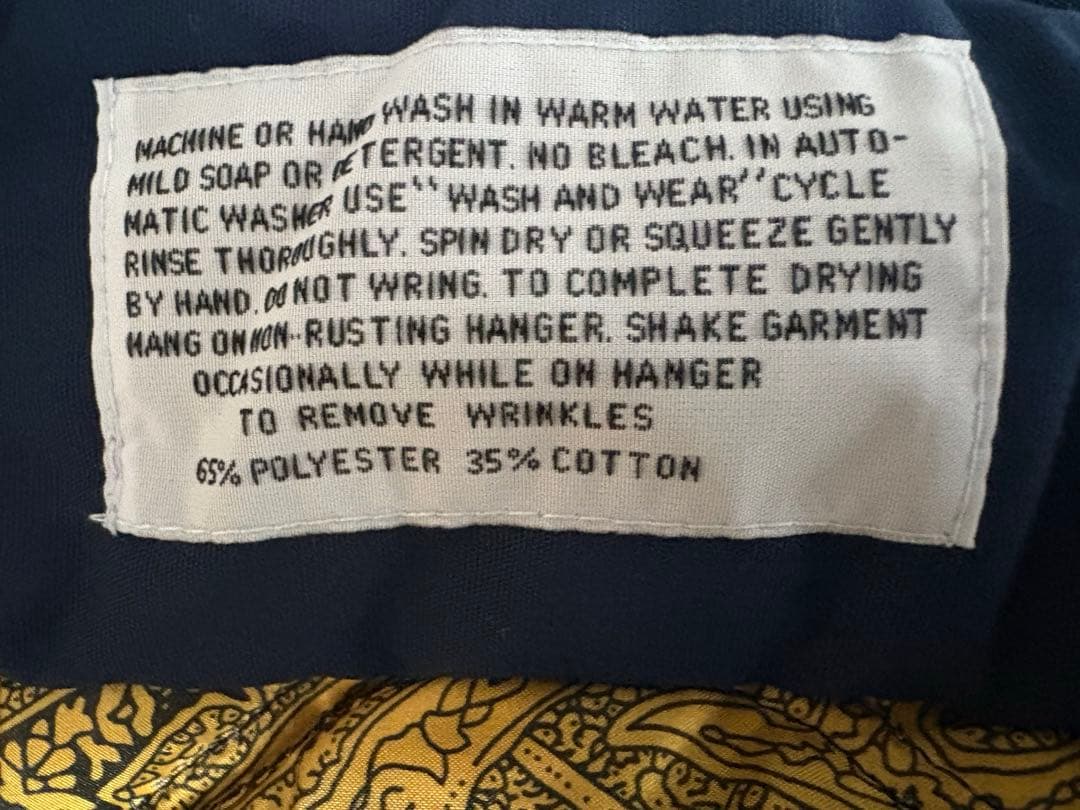 MACHINE OR HAND WASH IN WARM WATER USING
MILD SOAP OR DETERGENT. NO BLEACH. IN AUTO-
MATIC WASHER USE "WASH AND WEAR" CYCLE
RINSE THOROUGHLY. SPIN DRY OR SQUEEZE GENTLY
BY HAND. DO NOT WRING. TO COMPLETE DRYING
HANG ON NON-RUSTING HANGER. SHAKE GARMENT
OCCASIONALLY WHILE ON HANGER
TO REMOVE WRINKLES
65% POLYESTER 35% COTTON